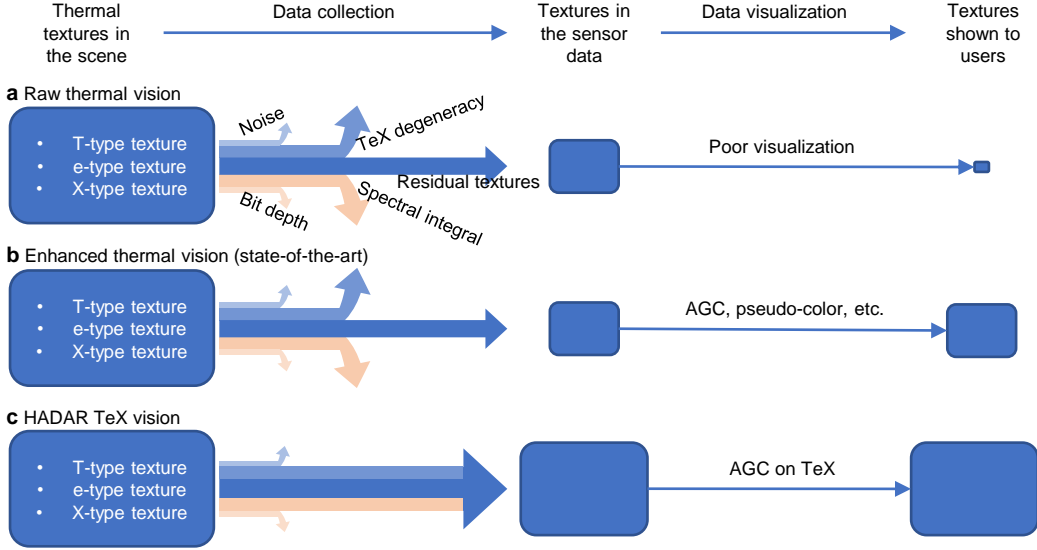 Thermal
textures in
the scene
Data collection
Textures in
the sensor
data
Data visualization
Textures
shown to
users
a Raw thermal vision
• T-type texture
• e-type texture
• X-type texture
Noise
TeX degeneracy
Residual textures
Bit depth
Spectral integral
Poor visualization
b Enhanced thermal vision (state-of-the-art)
• T-type texture
• e-type texture
• X-type texture
AGC, pseudo-color, etc.
c HADAR TeX vision
• T-type texture
• e-type texture
• X-type texture
AGC on TeX